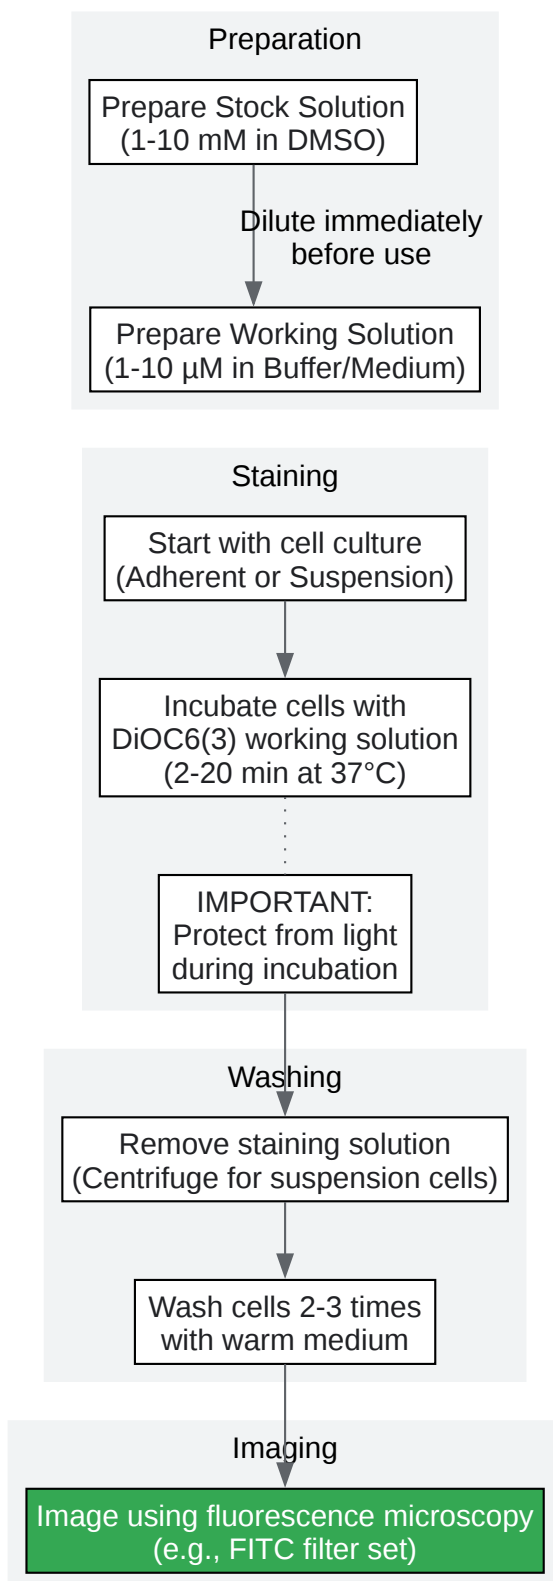 Preparation
Prepare Stock Solution
(1-10 mM in DMSO)
Dilute immediately
before use
Prepare Working Solution
(1-10 µM in Buffer/Medium)
Staining
Start with cell culture
(Adherent or Suspension)
Incubate cells with
DiOC6(3) working solution
(2-20 min at 37°C)
IMPORTANT:
Protect from light
during incubation
Washing
Remove staining solution
(Centrifuge for suspension cells)
Wash cells 2-3 times
with warm medium
Imaging
Image using fluorescence microscopy
(e.g., FITC filter set)